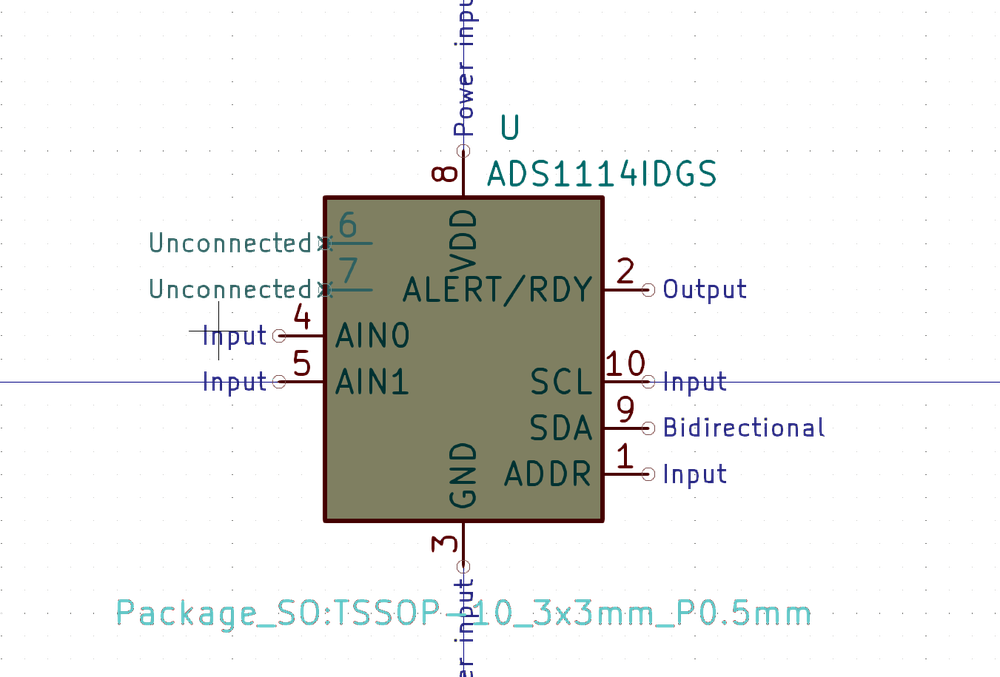 Power input
U
8
ADS1114IDGS
Unconnected 6
VDD
Unconnected 7
ALERT/RDY 2 Output
Input 4 AIN0
Input 5 AIN1
SCL 10 Input
SDA 9 Bidirectional
GND
ADDR 1 Input
3
Package_SO:TSSOP-10_3x3mm_P0.5mm
er input